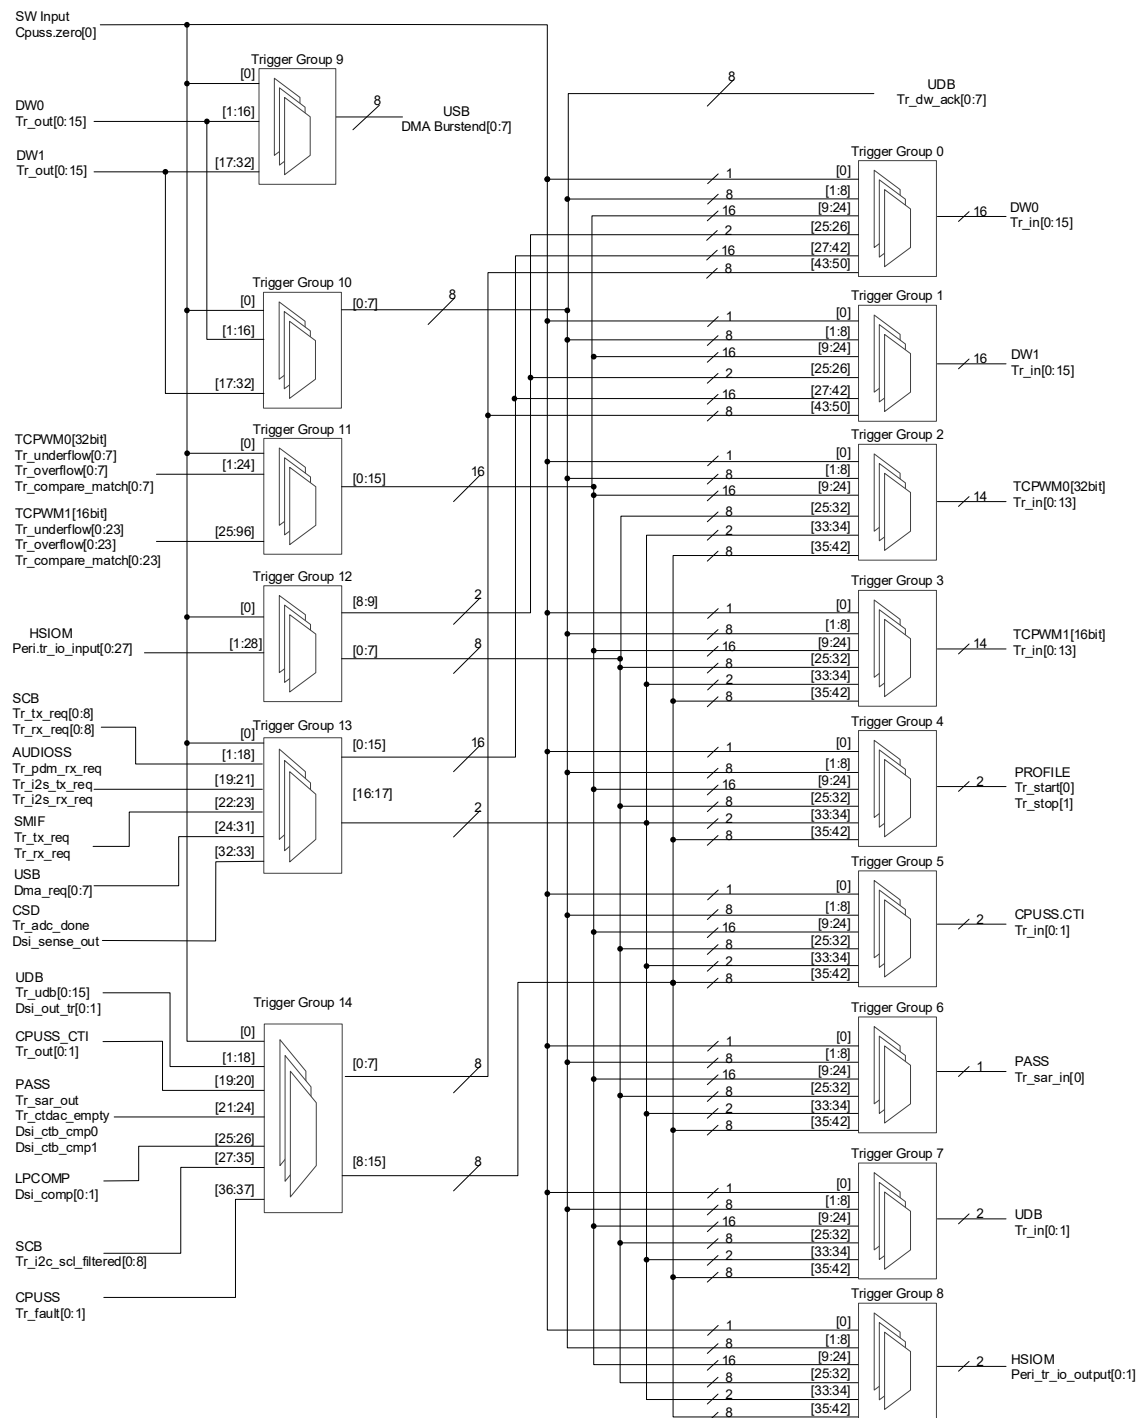 SW Input
Cpuss.zero[0]
Trigger Group 9
[0]
DW0
Tr_out[0:15]
[1:16]
8
USB
DMA Burstend[0:7]
DW1
Tr_out[0:15]
[17:32]
8
UDB
Tr_dw_ack[0:7]
Trigger Group 10
[0]
[0:7]
8
[1:16]
[17:32]
Trigger Group 11
TCPWM0[32bit]
Tr_underflow[0:7]
Tr_overflow[0:7]
Tr_compare_match[0:7]
[0]
[1:24]
[0:15]
16
TCPWM1[16bit]
Tr_underflow[0:23]
Tr_overflow[0:23]
Tr_compare_match[0:23]
[25:96]
Trigger Group 12
[0]
[8:9]
2
HSIOM
Peri.tr_io_input[0:27]
[1:28]
[0:7]
8
Trigger Group 13
SCB
Tr_tx_req[0:8]
Tr_rx_req[0:8]
[0]
[1:18]
[0:15]
16
AUDIOSS
Tr_pdm_rx_req
Tr_i2s_tx_req
Tr_i2s_rx_req
[19:21]
[16:17]
2
SMIF
Tr_tx_req
Tr_rx_req
[22:23]
[24:31]
[32:33]
USB
Dma_req[0:7]
CSD
Tr_adc_done
Dsi_sense_out
Trigger Group 14
UDB
Tr_udb[0:15]
Dsi_out_tr[0:1]
[0]
CPUSS_CTI
Tr_out[0:1]
[1:18]
[19:20]
[0:7]
8
PASS
Tr_sar_out
Tr_ctdac_empty
Dsi_ctb_cmp0
Dsi_ctb_cmp1
[21:24]
[25:26]
[27:35]
[8:15]
8
LPCOMP
Dsi_comp[0:1]
[36:37]
SCB
Tr_i2c_scl_filtered[0:8]
CPUSS
Tr_fault[0:1]
Trigger Group 0
1 [0]
8 [1:8]
16 [9:24]
2 [25:26]
16 [27:42]
8 [43:50]
16
DW0
Tr_in[0:15]
Trigger Group 1
1 [0]
8 [1:8]
16 [9:24]
2 [25:26]
16 [27:42]
8 [43:50]
16
DW1
Tr_in[0:15]
Trigger Group 2
1 [0]
8 [1:8]
16 [9:24]
8 [25:32]
2 [33:34]
8 [35:42]
14
TCPWM0[32bit]
Tr_in[0:13]
Trigger Group 3
1 [0]
8 [1:8]
16 [9:24]
8 [25:32]
2 [33:34]
8 [35:42]
14
TCPWM1[16bit]
Tr_in[0:13]
Trigger Group 4
1 [0]
8 [1:8]
16 [9:24]
8 [25:32]
2 [33:34]
8 [35:42]
2
PROFILE
Tr_start[0]
Tr_stop[1]
Trigger Group 5
1 [0]
8 [1:8]
16 [9:24]
8 [25:32]
2 [33:34]
8 [35:42]
2
CPUSS.CTI
Tr_in[0:1]
Trigger Group 6
1 [0]
8 [1:8]
16 [9:24]
8 [25:32]
2 [33:34]
8 [35:42]
1
PASS
Tr_sar_in[0]
Trigger Group 7
1 [0]
8 [1:8]
16 [9:24]
8 [25:32]
2 [33:34]
8 [35:42]
2
UDB
Tr_in[0:1]
Trigger Group 8
1 [0]
8 [1:8]
16 [9:24]
8 [25:32]
2 [33:34]
8 [35:42]
2
HSIOM
Peri_tr_io_output[0:1]